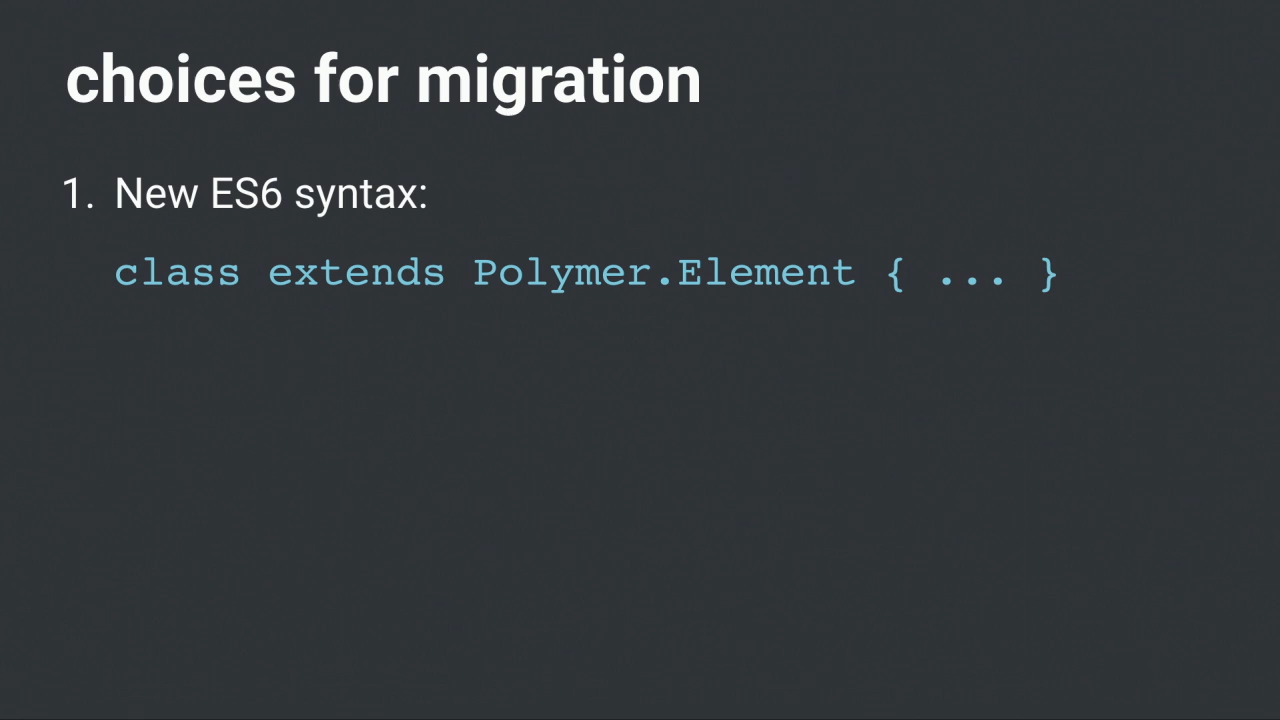 choices for migration
1. New ES6 syntax:
class extends Polymer.Element { ... }